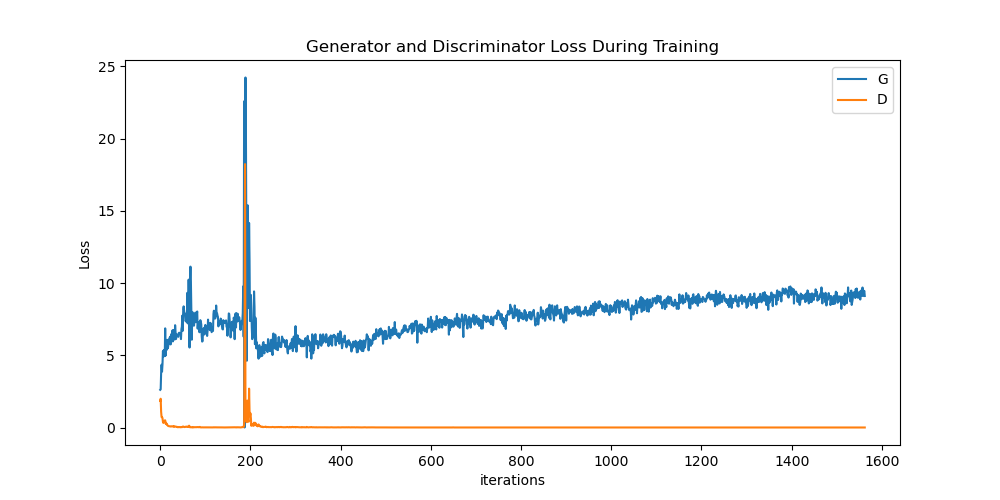 Generator and Discriminator Loss During Training
G
D
Loss
25
20
15
10
5
0
0 200 400 600 800 1000 1200 1400 1600
iterations